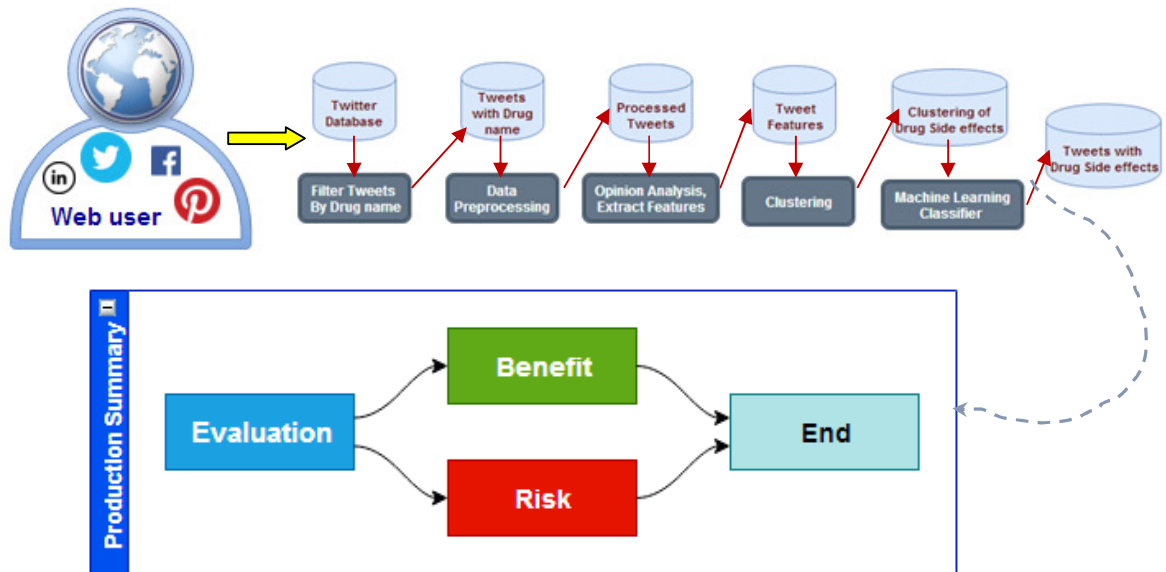 in
Web user
Twitter
Database
Tweets
with Drug
name
Processed
Tweets
Tweet
Features
Clustering of
Drug Side effects
Tweets with
Drug Side effects
Filter Tweets
By Drug name
Data
Preprocessing
Opinion Analysis,
Extract Features
Clustering
Machine Learning
Classifier
Production Summary
Evaluation
Benefit
Risk
End